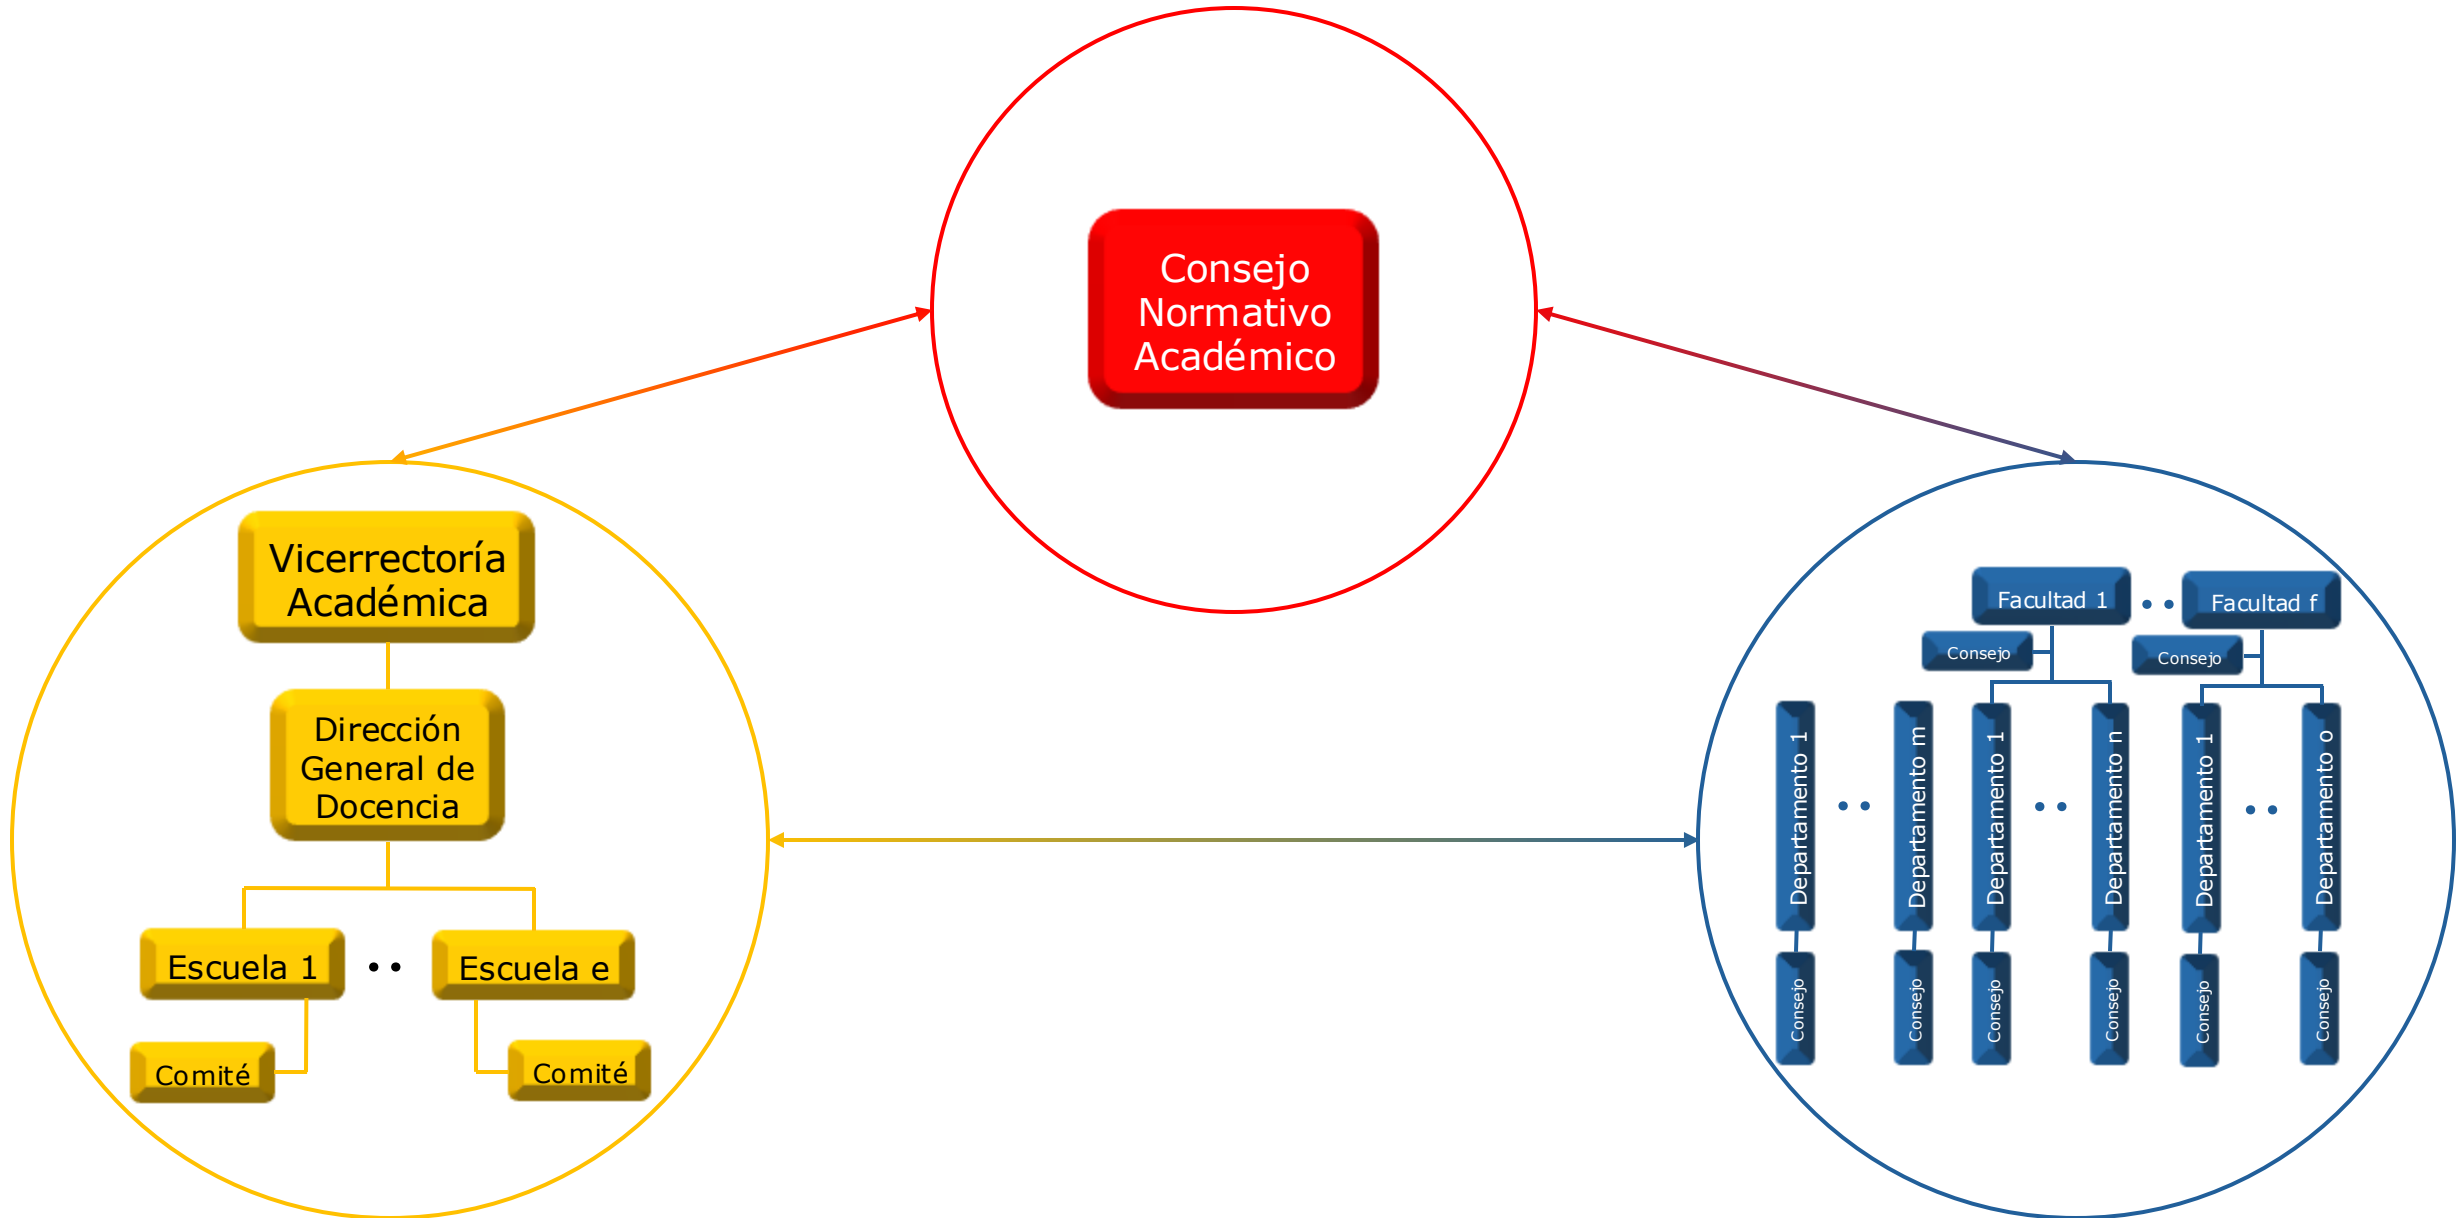 Consejo
Normativo
Académico
Vicerrectoría
Académica
Dirección
General de
Docencia
Escuela 1
Escuela e
Comité
Comité
Facultad 1
Facultad f
Consejo
Consejo
Departamento 1
Departamento m
Departamento 1
Departamento n
Departamento 1
Departamento o
Consejo
Consejo
Consejo
Consejo
Consejo
Consejo